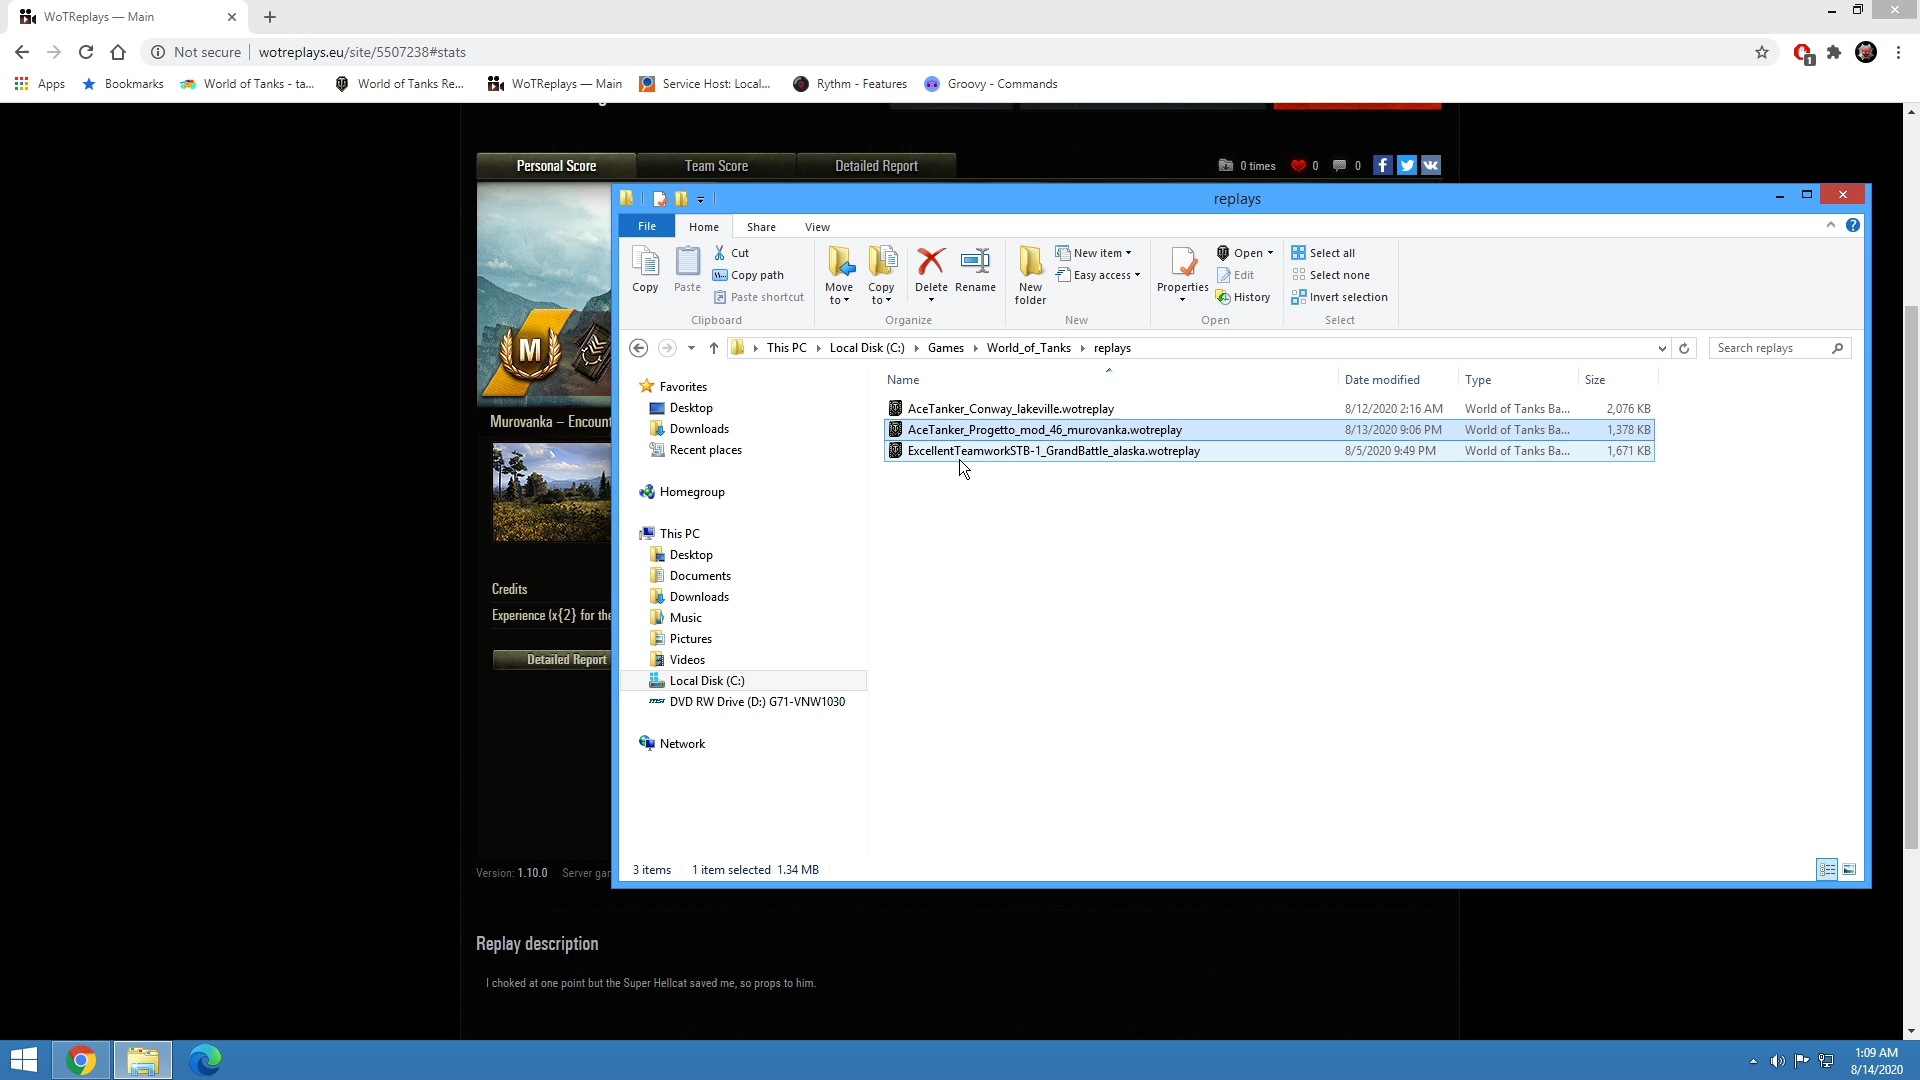 WoTReplays — Main
Not secure wotreplays.eu/site/5507238#stats
1
Apps Bookmarks World of Tanks - ta... World of Tanks Re... WoTReplays — Main Service Host: Local... Rythm - Features Groovy - Commands
Personal Score Team Score Detailed Report 0 times 0 0
replays
File Home Share View
Copy Paste Cut Copy path Paste shortcut
Clipboard
Move to Copy to Delete Rename
Organize
New folder New item Easy access
New
Properties Open Edit History
Open
Select all Select none Invert selection
Select
This PC Local Disk (C:) Games World_of_Tanks replays Search replays
Favorites
Desktop
Downloads
Recent places
Homegroup
This PC
Desktop
Documents
Downloads
Music
Pictures
Videos
Local Disk (C:)
DVD RW Drive (D:) G71-VNW1030
Network
Name Date modified Type Size
AceTanker_Conway_lakeville.wotreplay 8/12/2020 2:16 AM World of Tanks Ba... 2,076 KB
AceTanker_Progetto_mod_46_murovanka.wotreplay 8/13/2020 9:06 PM World of Tanks Ba... 1,378 KB
ExcellentTeamworkSTB-1_GrandBattle_alaska.wotreplay 8/5/2020 9:49 PM World of Tanks Ba... 1,671 KB
3 items 1 item selected 1.34 MB
M
Murovanka – Encount
Credits
Experience (x{2} for the
Detailed Report
Version: 1.10.0 Server gar
Replay description
I choked at one point but the Super Hellcat saved me, so props to him.
1:09 AM
8/14/2020